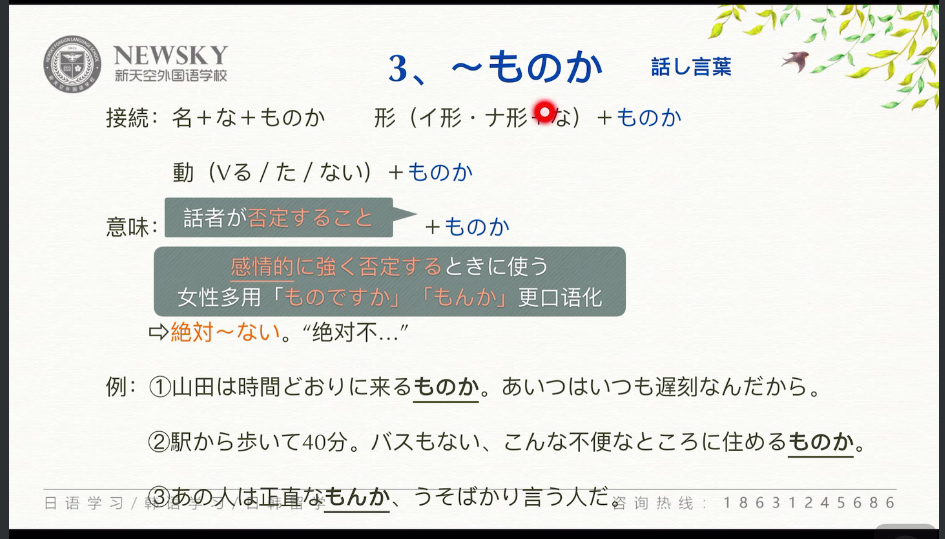 NEWSKY
新天空外国语学校
3、～ものか 話し言葉
接続：名＋な＋ものか 形（イ形・ナ形＋な）＋ものか
動（Vる / た / ない）＋ものか
意味：話者が否定すること ＋ものか
感情的に強く否定するときに使う
女性多用「ものですか」「もんか」更口语化
⇨絶対～ない。“绝对不…”
例：①山田は時間どおりに来るものか。あいつはいつも遅刻なんだから。
②駅から歩いて40分。バスもない、こんな不便なところに住めるものか。
③あの人は正直なもんか、うそばかり言う人だ。
日语学习/韩语学习/日韩留学 咨询热线：18631245686